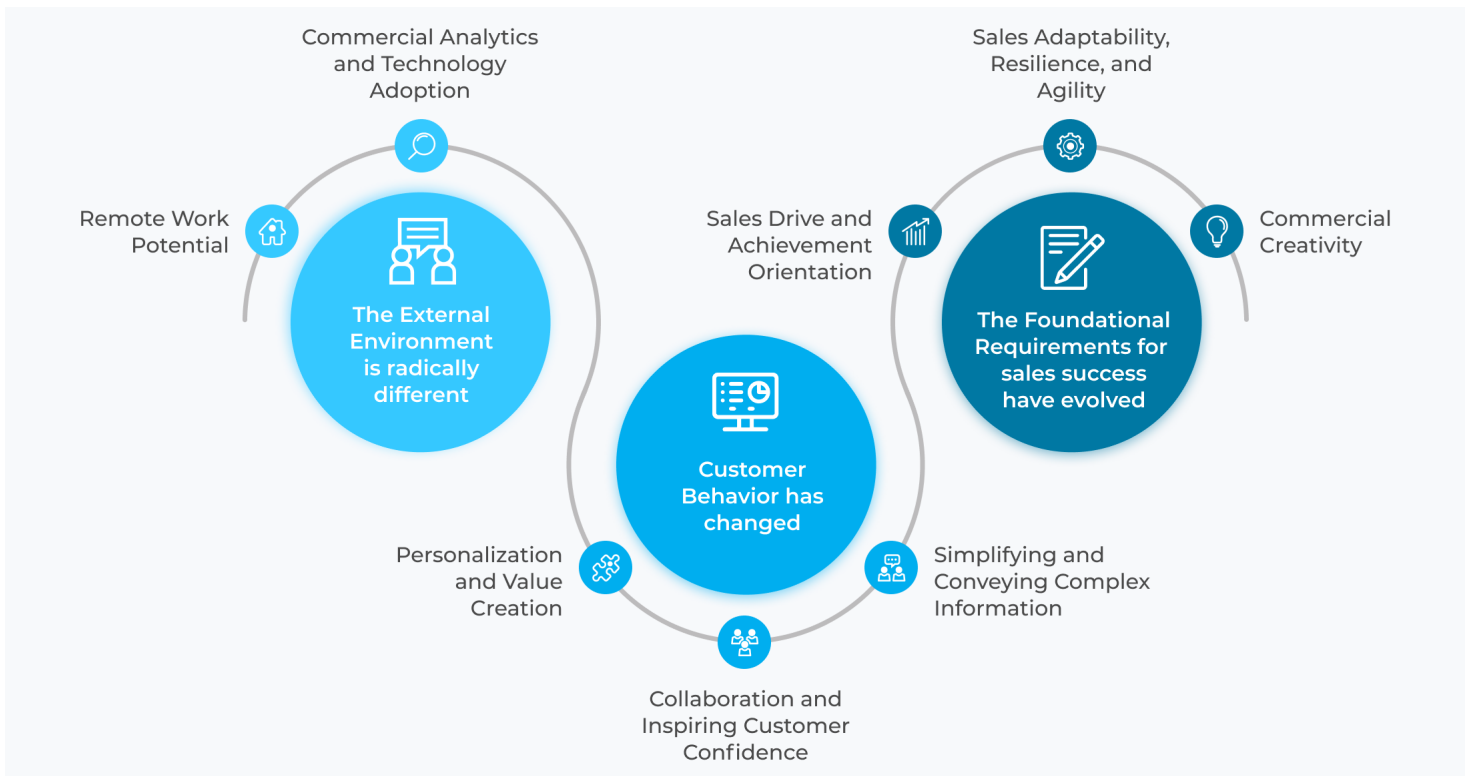 Commercial Analytics
and Technology
Adoption
Remote Work
Potential
The External
Environment
is radically
different
Personalization
and Value
Creation
Customer
Behavior has
changed
Collaboration and
Inspiring Customer
Confidence
Simplifying and
Conveying Complex
Information
Sales Drive and
Achievement
Orientation
Sales Adaptability,
Resilience, and
Agility
The Foundational
Requirements for
sales success
have evolved
Commercial
Creativity